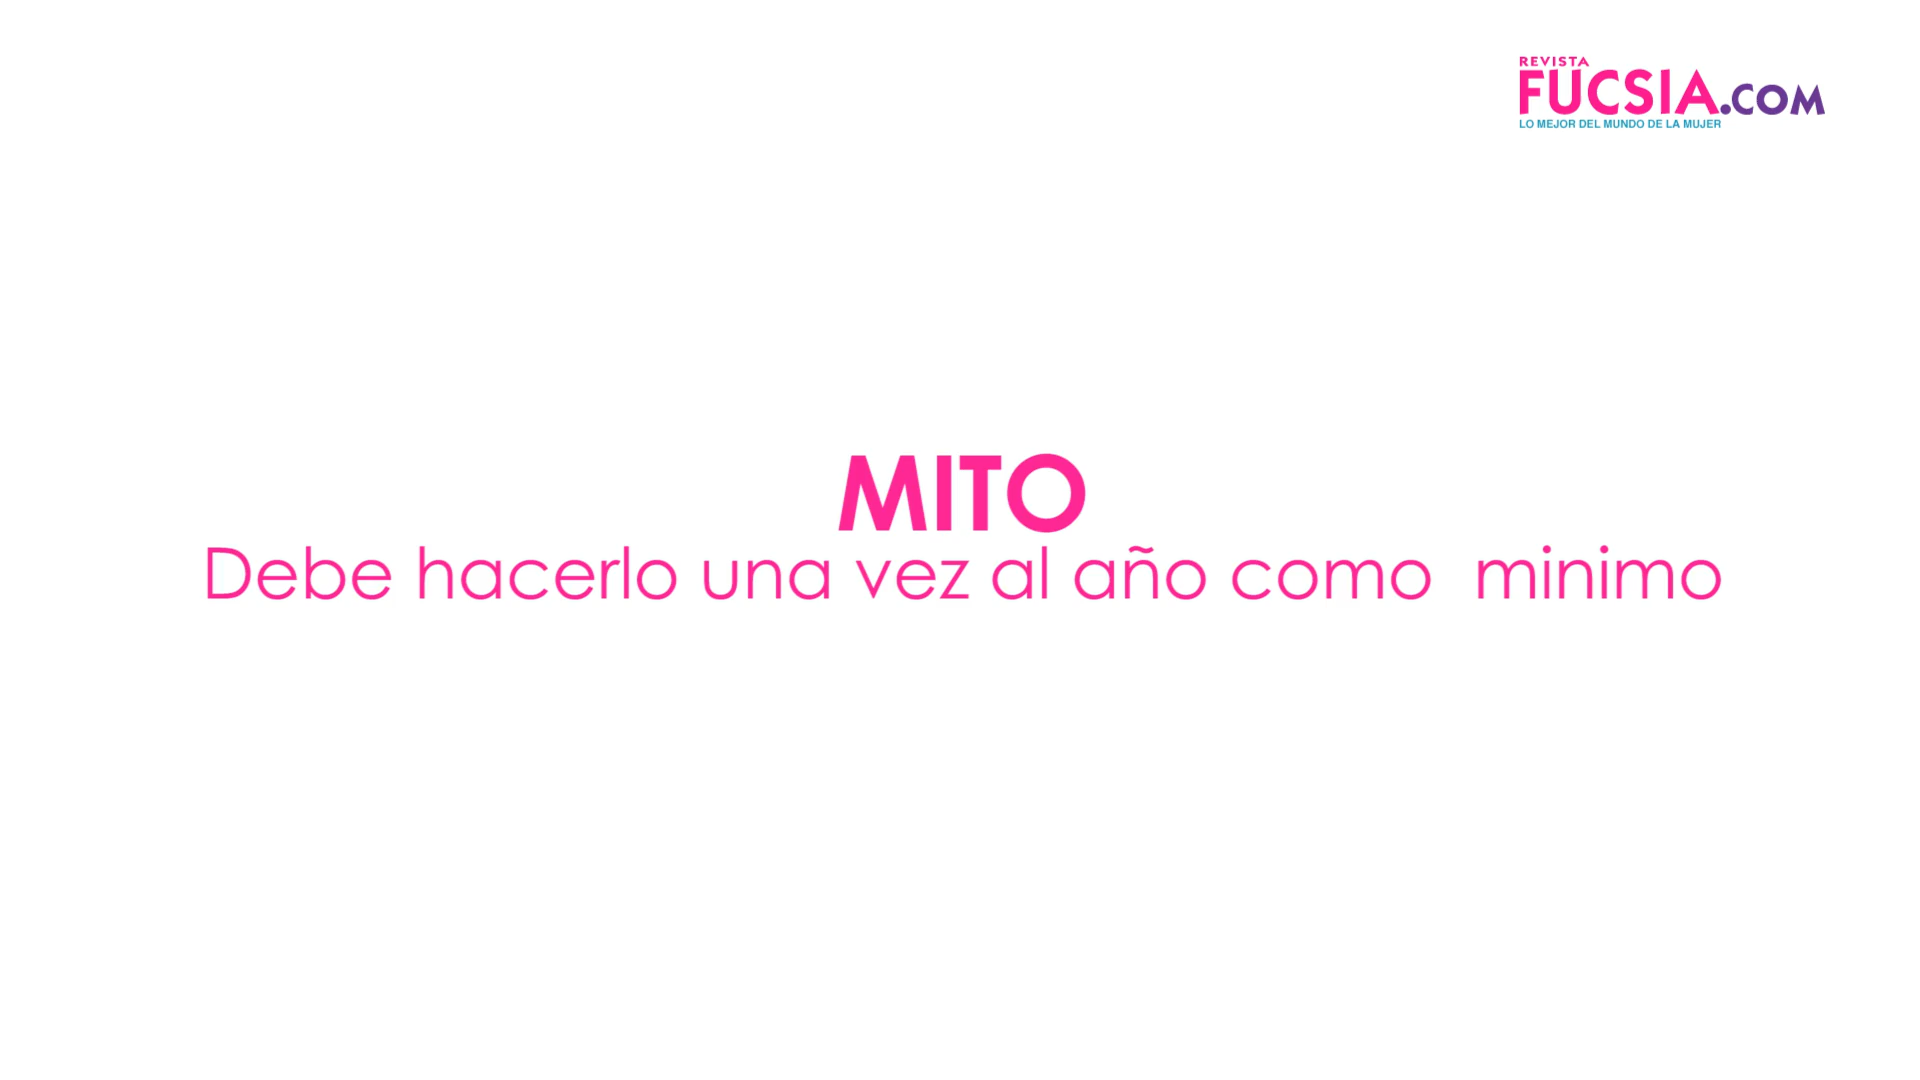 REVISTA
FUCSIA.COM
LO MEJOR DEL MUNDO DE LA MUJER
MITO
Debe hacerlo una vez al año como  minimo